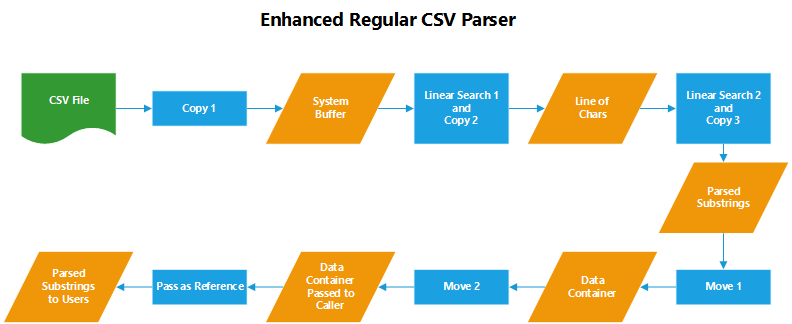 Enhanced Regular CSV Parser
CSV File
Copy 1
System
Buffer
Linear Search 1
and
Copy 2
Line of
Chars
Linear Search 2
and
Copy 3
Parsed
Substrings
Move 1
Data
Container
Move 2
Data
Container
Passed to
Caller
Pass as Reference
Parsed
Substrings
to Users